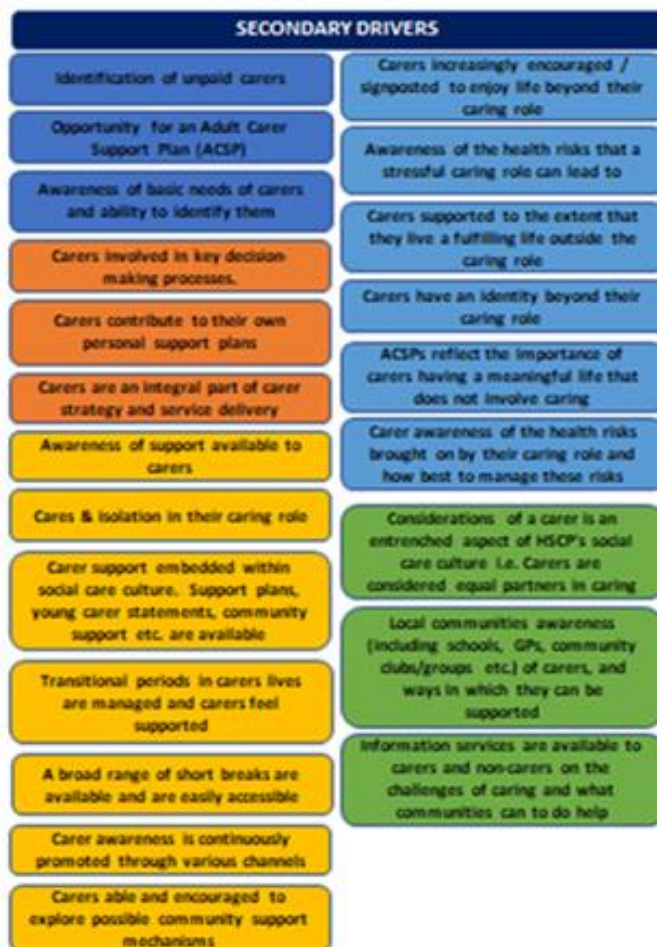 SECONDARY DRIVERS
Identification of unpaid carers
Opportunity for an Adult Carer
Support Plan (ACSP)
Awareness of basic needs of carers
and ability to identify them
Carers involved in key decision-
making processes.
Carers contribute to their own
personal support plans
Carers are an integral part of carer
strategy and service delivery
Awareness of support available to
carers
Cares & Isolation in their caring role
Carer support embedded within
social care culture. Support plans,
young carer statements, community
support etc. are available
Transitional periods in carers lives
are managed and carers feel
supported
A broad range of short breaks are
available and are easily accessible
Carer awareness is continuously
promoted through various channels
Carers able and encouraged to
explore possible community support
mechanisms
Carers increasingly encouraged /
signposted to enjoy life beyond their
caring role
Awareness of the health risks that a
stressful caring role can lead to
Carers supported to the extent that
they live a fulfilling life outside the
caring role
Carers have an identity beyond their
caring role
ACSPs reflect the importance of
carers having a meaningful life that
does not involve caring
Carer awareness of the health risks
brought on by their caring role and
how best to manage these risks
Considerations of a carer is an
entrenched aspect of HSCP's social
care culture i.e. Carers are
considered equal partners in caring
Local communities awareness
(including schools, GPs, community
clubs/groups etc.) of carers, and
ways in which they can be
supported
Information services are available to
carers and non-carers on the
challenges of caring and what
communities can to do help